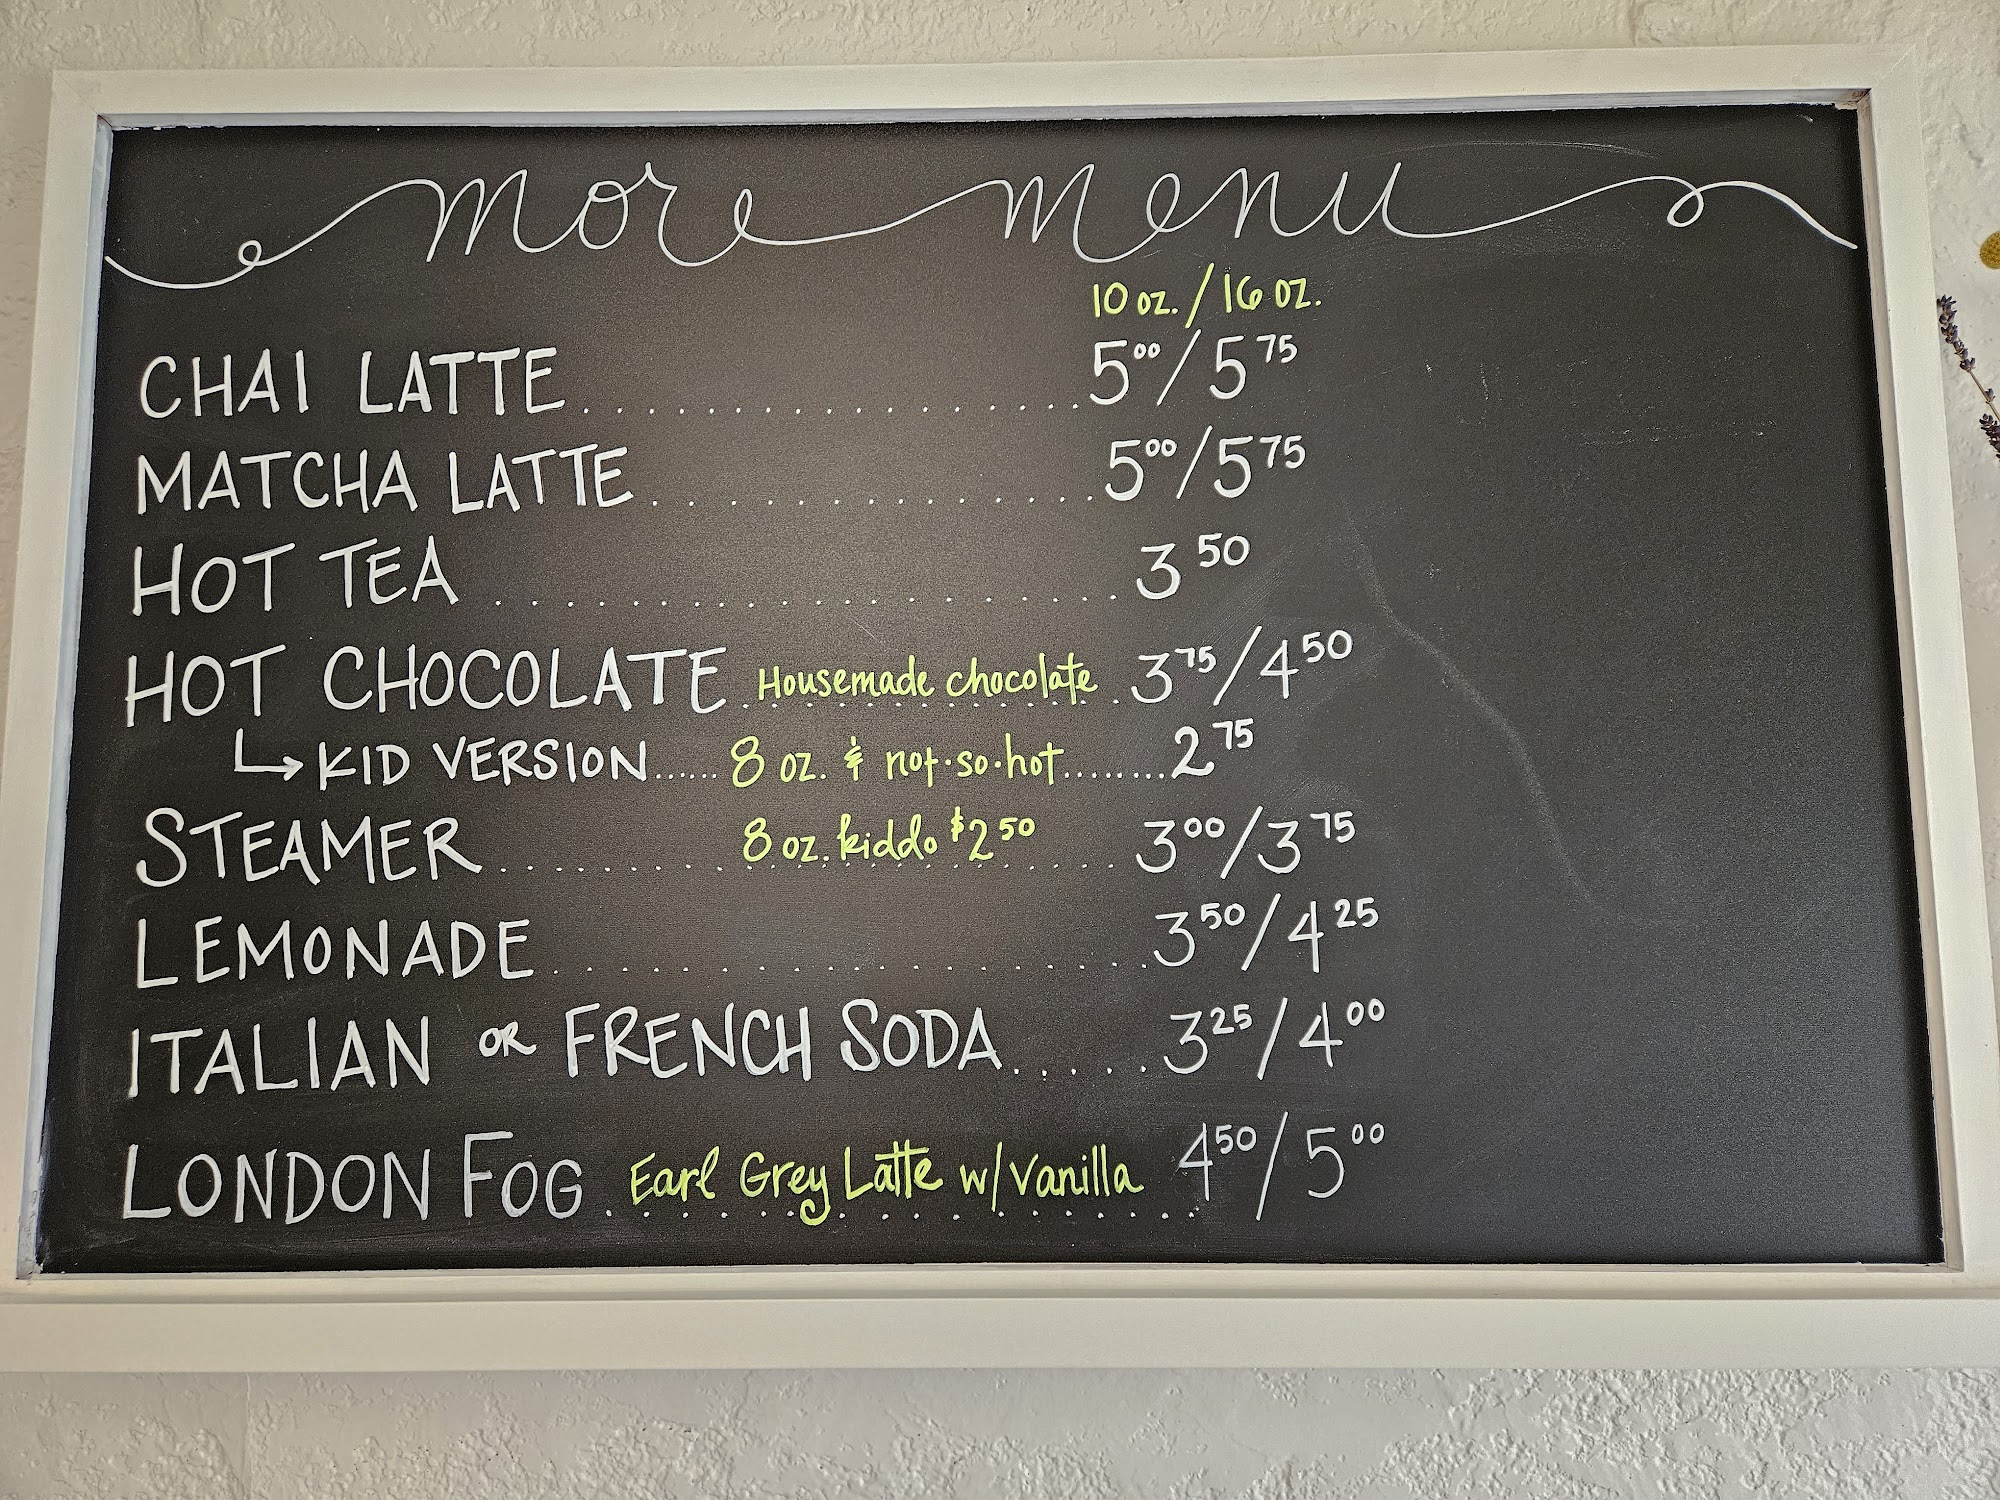 more menu
10 oz. / 16 oz.
CHAI LATTE.................5⁰⁰/5⁷⁵
MATCHA LATTE...............5⁰⁰/5⁷⁵
HOT TEA..............3⁵⁰
HOT CHOCOLATE Housemade chocolate.3⁷⁵/4⁵⁰
↳KID VERSION......8 oz. & not·so·hot........2⁷⁵
STEAMER.......8 oz. kiddo $2⁵⁰....3⁰⁰/3⁷⁵
LEMONADE...............3⁵⁰/4²⁵
ITALIAN OR FRENCH SODA.....3²⁵/4⁰⁰
LONDON FOG.Earl Grey Latte w/Vanilla 4⁵⁰/5⁰⁰